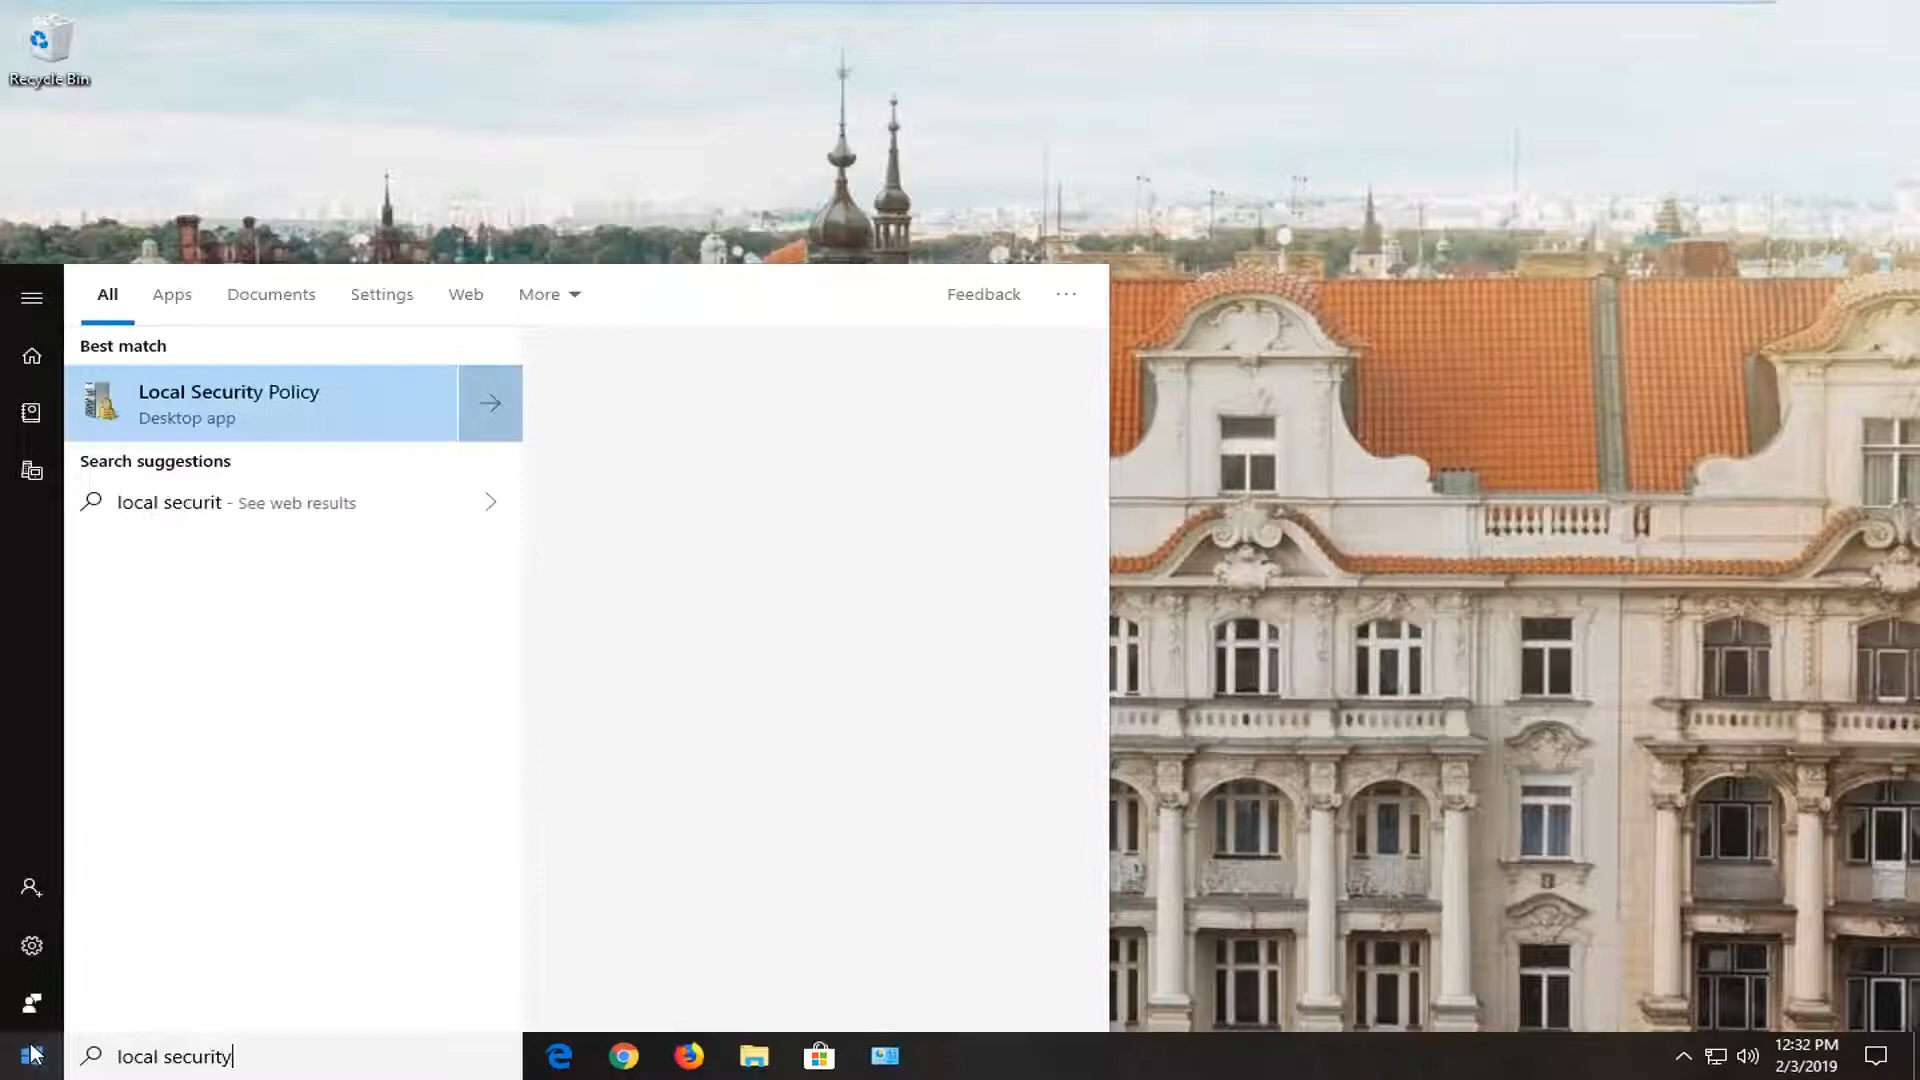 Recycle Bin
All Apps Documents Settings Web More Feedback ...
Best match
Local Security Policy
Desktop app
Search suggestions
local securit - See web results
local security
12:32 PM
2/3/2019